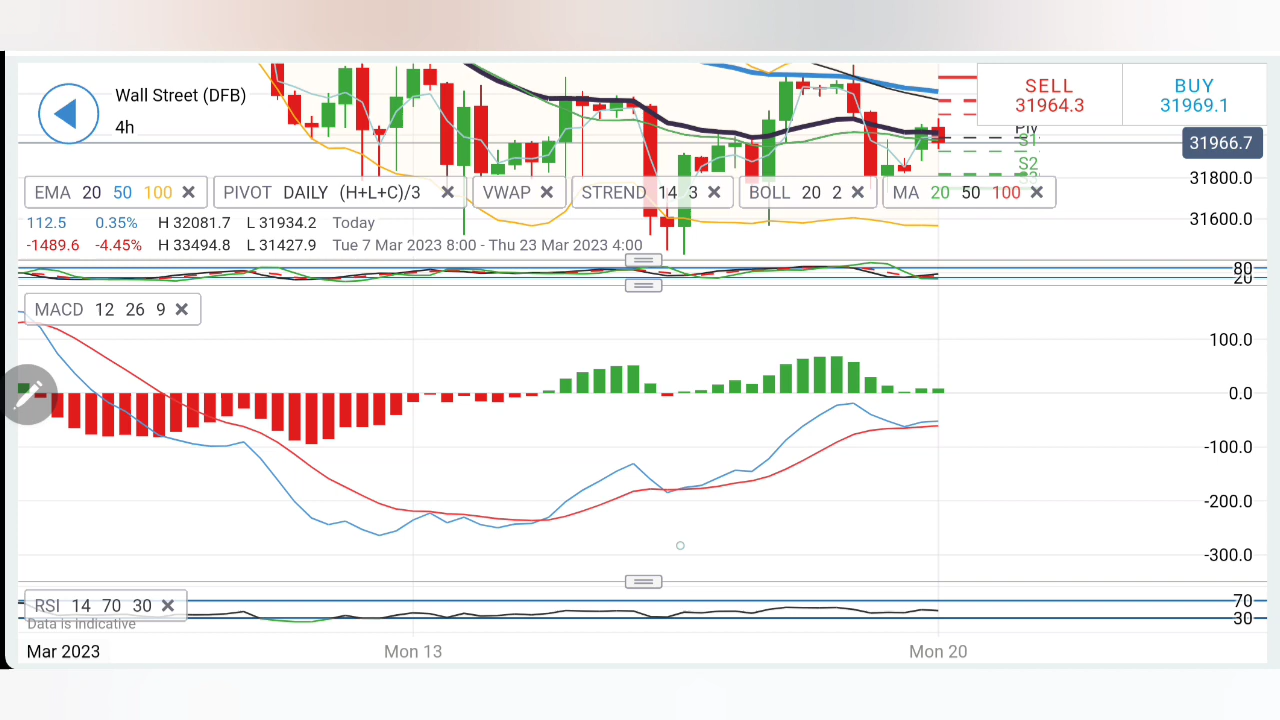 Wall Street (DFB)
4h
SELL
31964.3
BUY
31969.1
31966.7
S1
S2
31800.0
31600.0
EMA 20 50 100
PIVOT DAILY (H+L+C)/3
VWAP
STREND 14 3
BOLL 20 2
MA 20 50 100
112.5 0.35% H 32081.7 L 31934.2 Today
-1489.6 -4.45% H 33494.8 L 31427.9 Tue 7 Mar 2023 8:00 - Thu 23 Mar 2023 4:00
80
20
MACD 12 26 9
100.0
0.0
-100.0
-200.0
-300.0
RSI 14 70 30
70
30
Data is indicative
Mar 2023 Mon 13 Mon 20